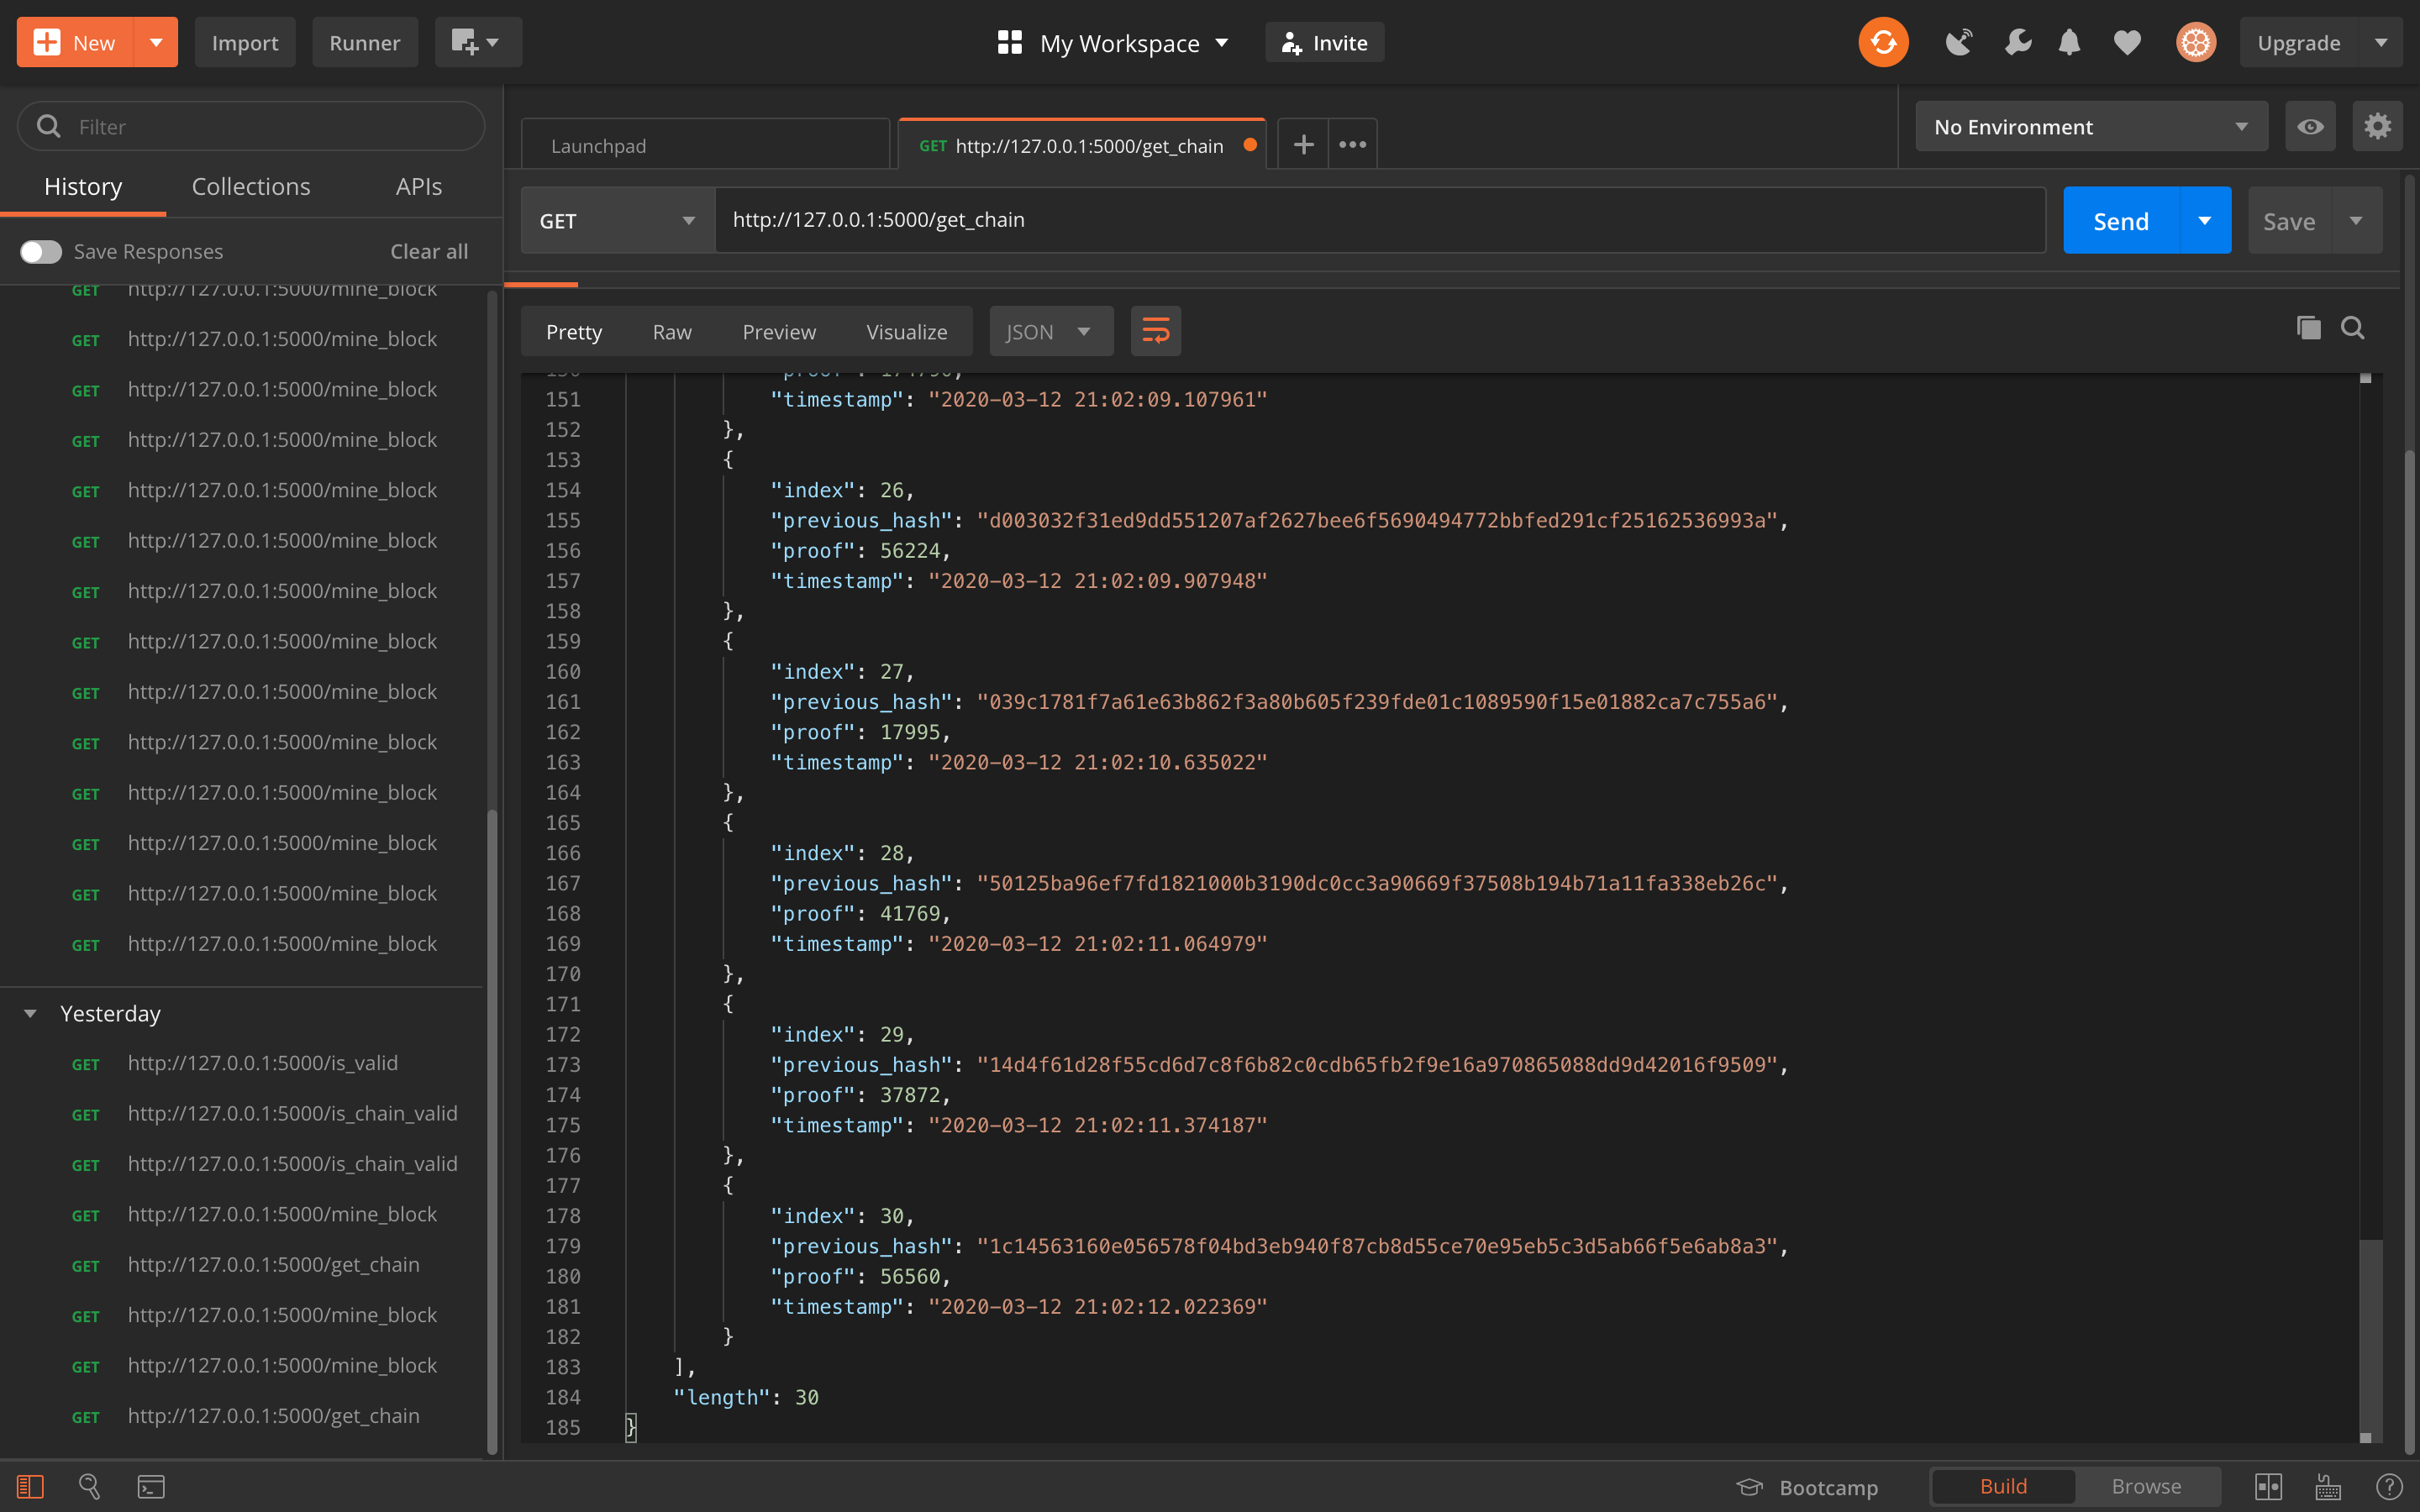 New
Import
Runner
My Workspace
Invite
Upgrade
Filter
History
Collections
APIs
Save Responses
Clear all
GET http://127.0.0.1:5000/mine_block
GET http://127.0.0.1:5000/mine_block
GET http://127.0.0.1:5000/mine_block
GET http://127.0.0.1:5000/mine_block
GET http://127.0.0.1:5000/mine_block
GET http://127.0.0.1:5000/mine_block
GET http://127.0.0.1:5000/mine_block
GET http://127.0.0.1:5000/mine_block
GET http://127.0.0.1:5000/mine_block
GET http://127.0.0.1:5000/mine_block
GET http://127.0.0.1:5000/mine_block
GET http://127.0.0.1:5000/mine_block
GET http://127.0.0.1:5000/mine_block
GET http://127.0.0.1:5000/mine_block
Yesterday
GET http://127.0.0.1:5000/is_valid
GET http://127.0.0.1:5000/is_chain_valid
GET http://127.0.0.1:5000/is_chain_valid
GET http://127.0.0.1:5000/mine_block
GET http://127.0.0.1:5000/get_chain
GET http://127.0.0.1:5000/mine_block
GET http://127.0.0.1:5000/mine_block
GET http://127.0.0.1:5000/get_chain
Launchpad
GET http://127.0.0.1:5000/get_chain
No Environment
GET
http://127.0.0.1:5000/get_chain
Send
Save
Pretty
Raw
Preview
Visualize
JSON
151 "timestamp": "2020-03-12 21:02:09.107961"
152 },
153 {
154 "index": 26,
155 "previous_hash": "d003032f31ed9dd551207af2627bee6f5690494772bbfed291cf25162536993a",
156 "proof": 56224,
157 "timestamp": "2020-03-12 21:02:09.907948"
158 },
159 {
160 "index": 27,
161 "previous_hash": "039c1781f7a61e63b862f3a80b605f239fde01c1089590f15e01882ca7c755a6",
162 "proof": 17995,
163 "timestamp": "2020-03-12 21:02:10.635022"
164 },
165 {
166 "index": 28,
167 "previous_hash": "50125ba96ef7fd1821000b3190dc0cc3a90669f37508b194b71a11fa338eb26c",
168 "proof": 41769,
169 "timestamp": "2020-03-12 21:02:11.064979"
170 },
171 {
172 "index": 29,
173 "previous_hash": "14d4f61d28f55cd6d7c8f6b82c0cdb65fb2f9e16a970865088dd9d42016f9509",
174 "proof": 37872,
175 "timestamp": "2020-03-12 21:02:11.374187"
176 },
177 {
178 "index": 30,
179 "previous_hash": "1c14563160e056578f04bd3eb940f87cb8d55ce70e95eb5c3d5ab66f5e6ab8a3",
180 "proof": 56560,
181 "timestamp": "2020-03-12 21:02:12.022369"
182 }
183 ],
184 "length": 30
185 }
Bootcamp
Build
Browse